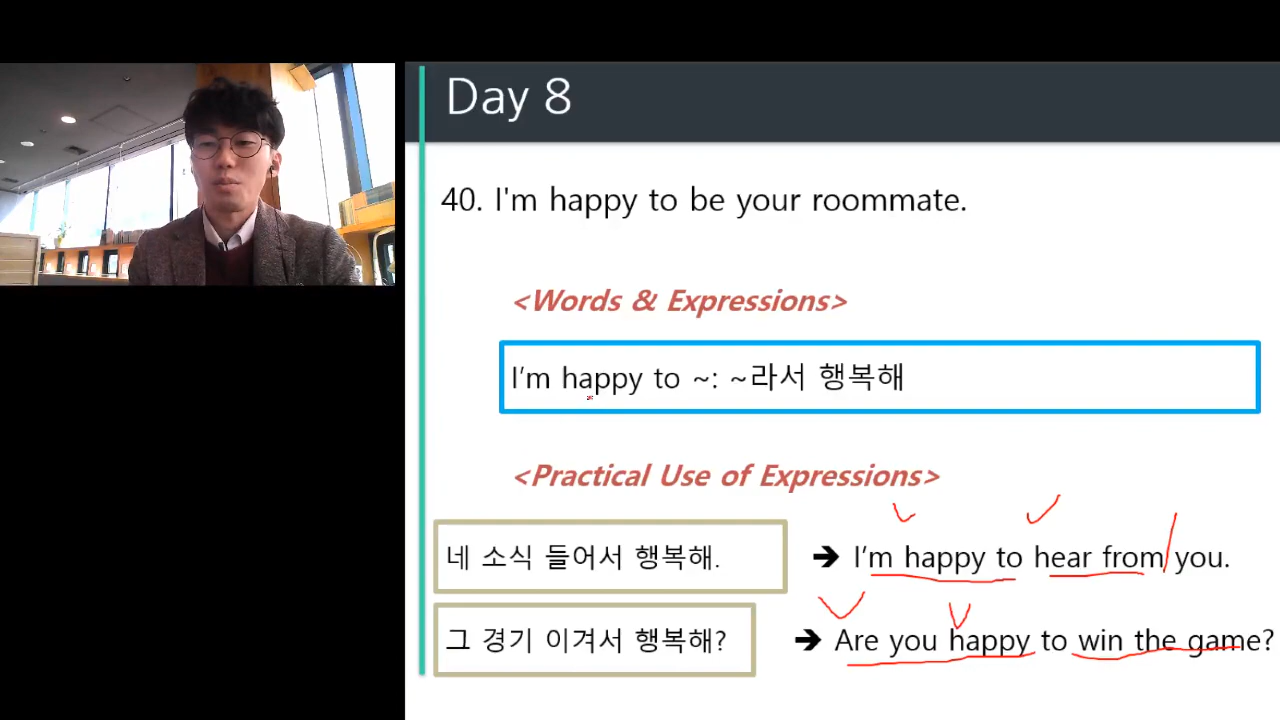 Day 8
40. I'm happy to be your roommate.
<Words & Expressions>
I'm happy to ~: ~라서 행복해
<Practical Use of Expressions>
네 소식 들어서 행복해.
➔ I'm happy to hear from you.
그 경기 이겨서 행복해?
➔ Are you happy to win the game?